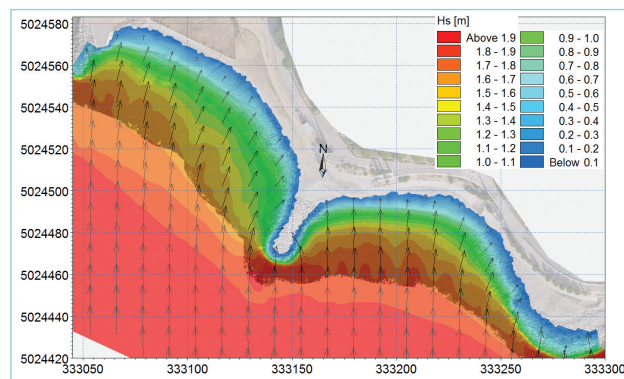 Hs [m]
Above 1.9
1.8 - 1.9
1.7 - 1.8
1.6 - 1.7
1.5 - 1.6
1.4 - 1.5
1.3 - 1.4
1.2 - 1.3
1.1 - 1.2
1.0 - 1.1
0.9 - 1.0
0.8 - 0.9
0.7 - 0.8
0.6 - 0.7
0.5 - 0.6
0.4 - 0.5
0.3 - 0.4
0.2 - 0.3
0.1 - 0.2
Below 0.1
N
5024580
5024560
5024540
5024520
5024500
5024480
5024460
5024440
5024420
333050
333100
333150
333200
333250
333300